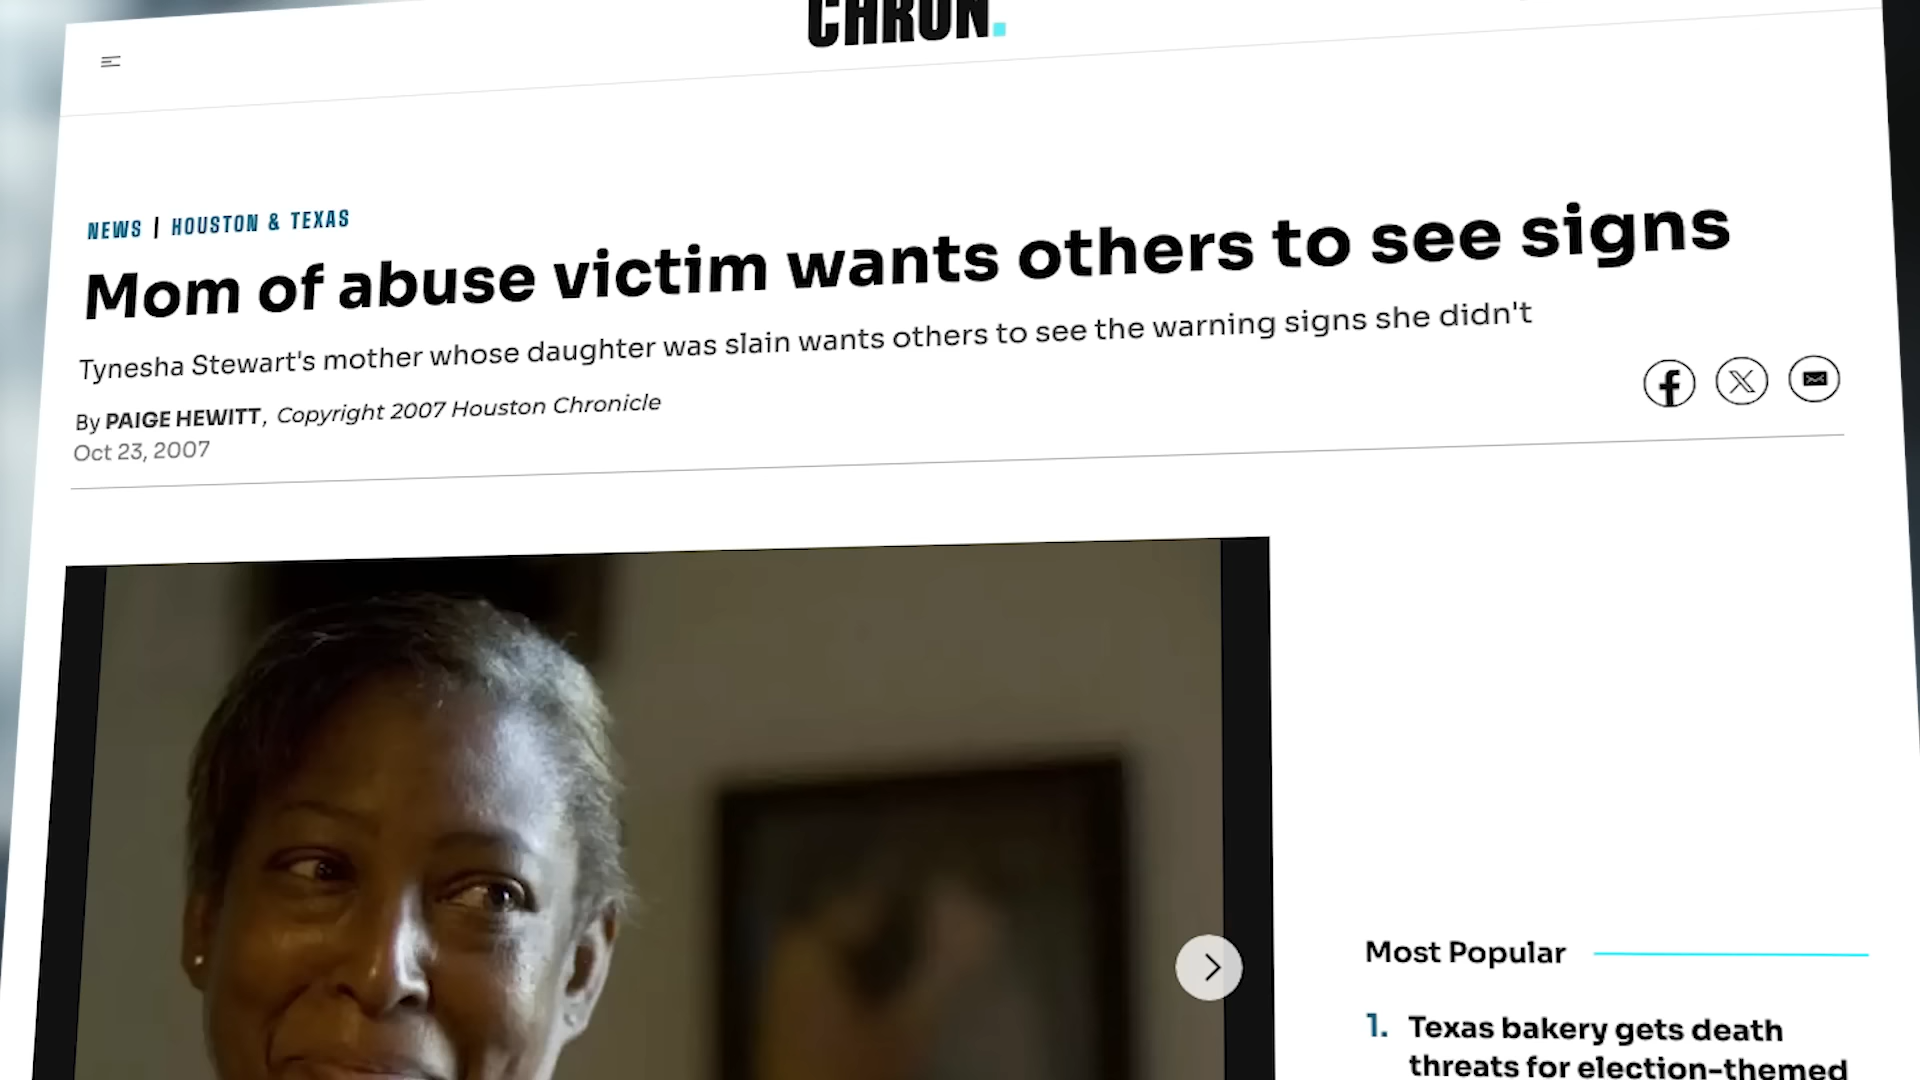 CHRON.
NEWS | HOUSTON & TEXAS
Mom of abuse victim wants others to see signs
Tynesha Stewart's mother whose daughter was slain wants others to see the warning signs she didn't
By PAIGE HEWITT, Copyright 2007 Houston Chronicle
Oct 23, 2007
Most Popular
1. Texas bakery gets death
threats for election-themed